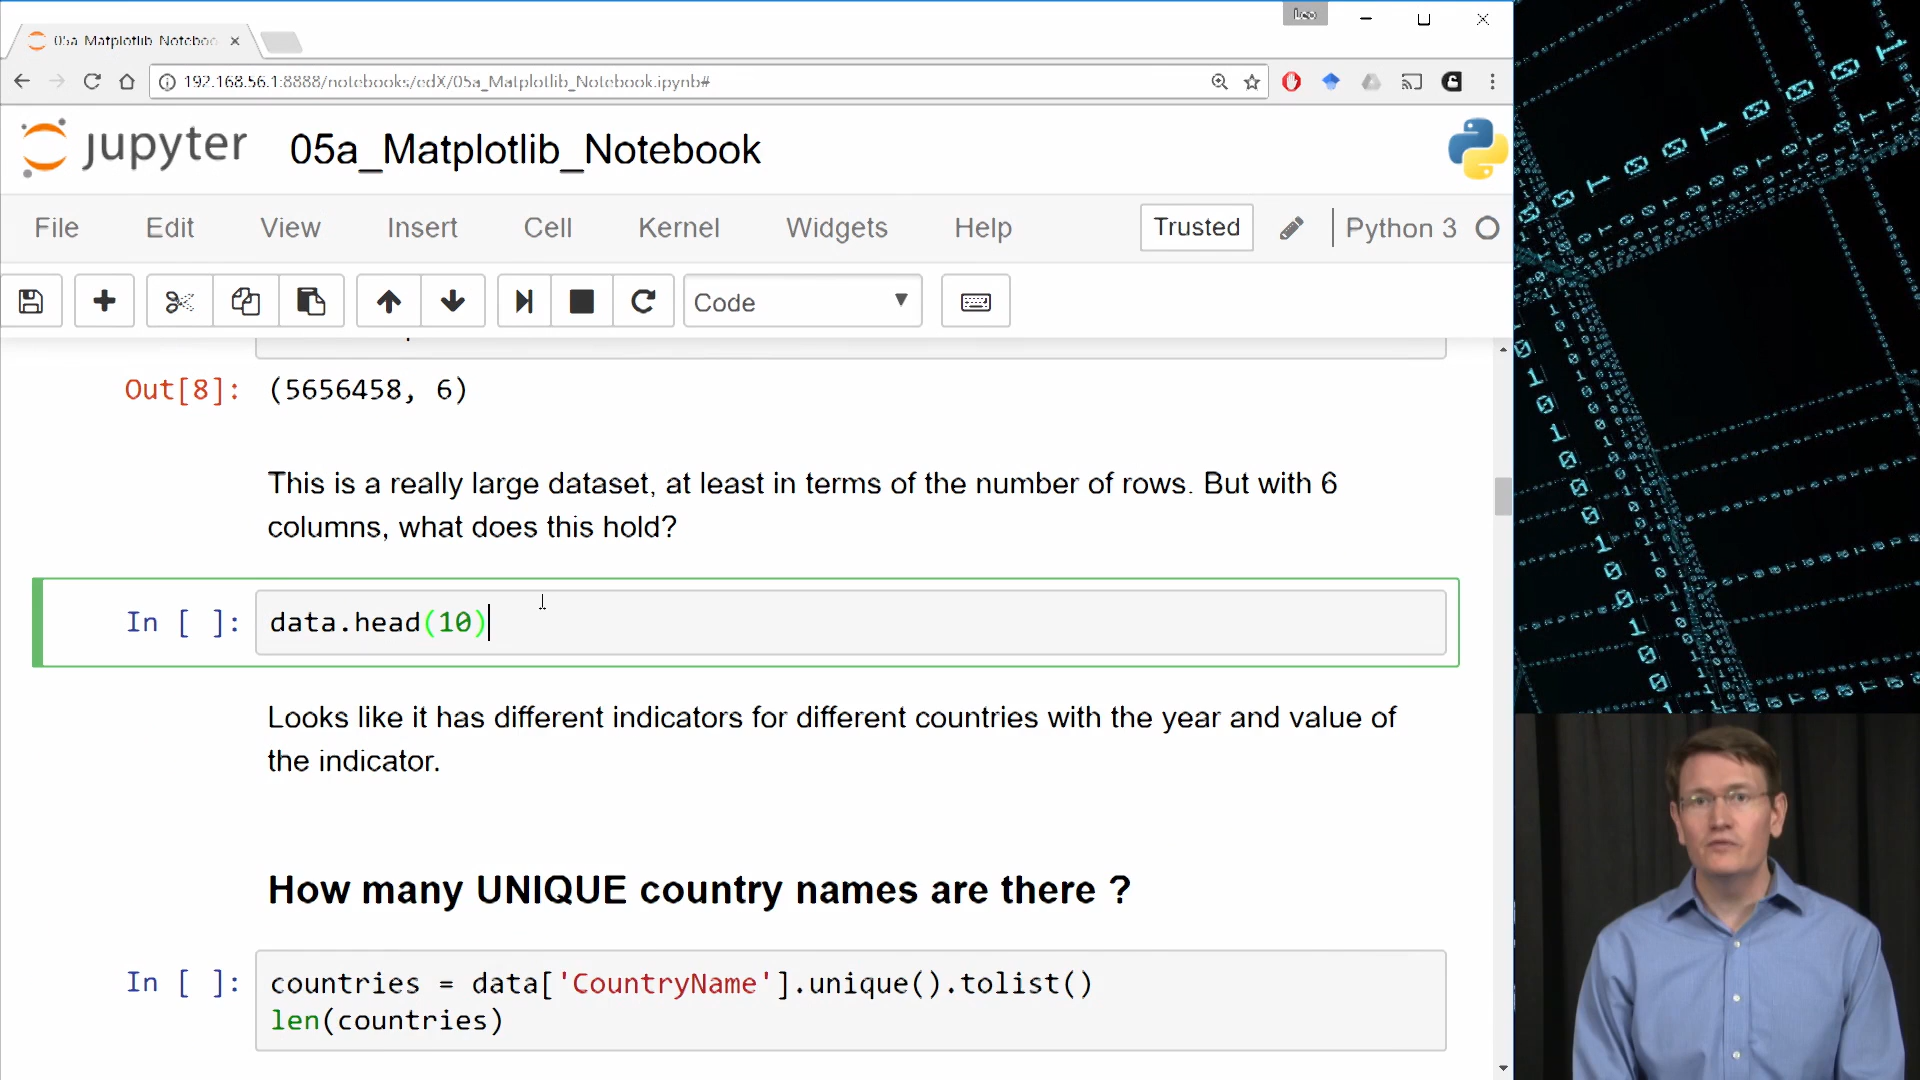 Leo
05a_Matplotlib_Noteboo
192.168.56.1:8888/notebooks/edX/05a_Matplotlib_Notebook.ipynb#
jupyter 05a_Matplotlib_Notebook
File Edit View Insert Cell Kernel Widgets Help Trusted Python 3
Code
Out[8]: (5656458, 6)
This is a really large dataset, at least in terms of the number of rows. But with 6
columns, what does this hold?
In [ ]: data.head(10)
Looks like it has different indicators for different countries with the year and value of
the indicator.
How many UNIQUE country names are there ?
In [ ]: countries = data['CountryName'].unique().tolist()
len(countries)